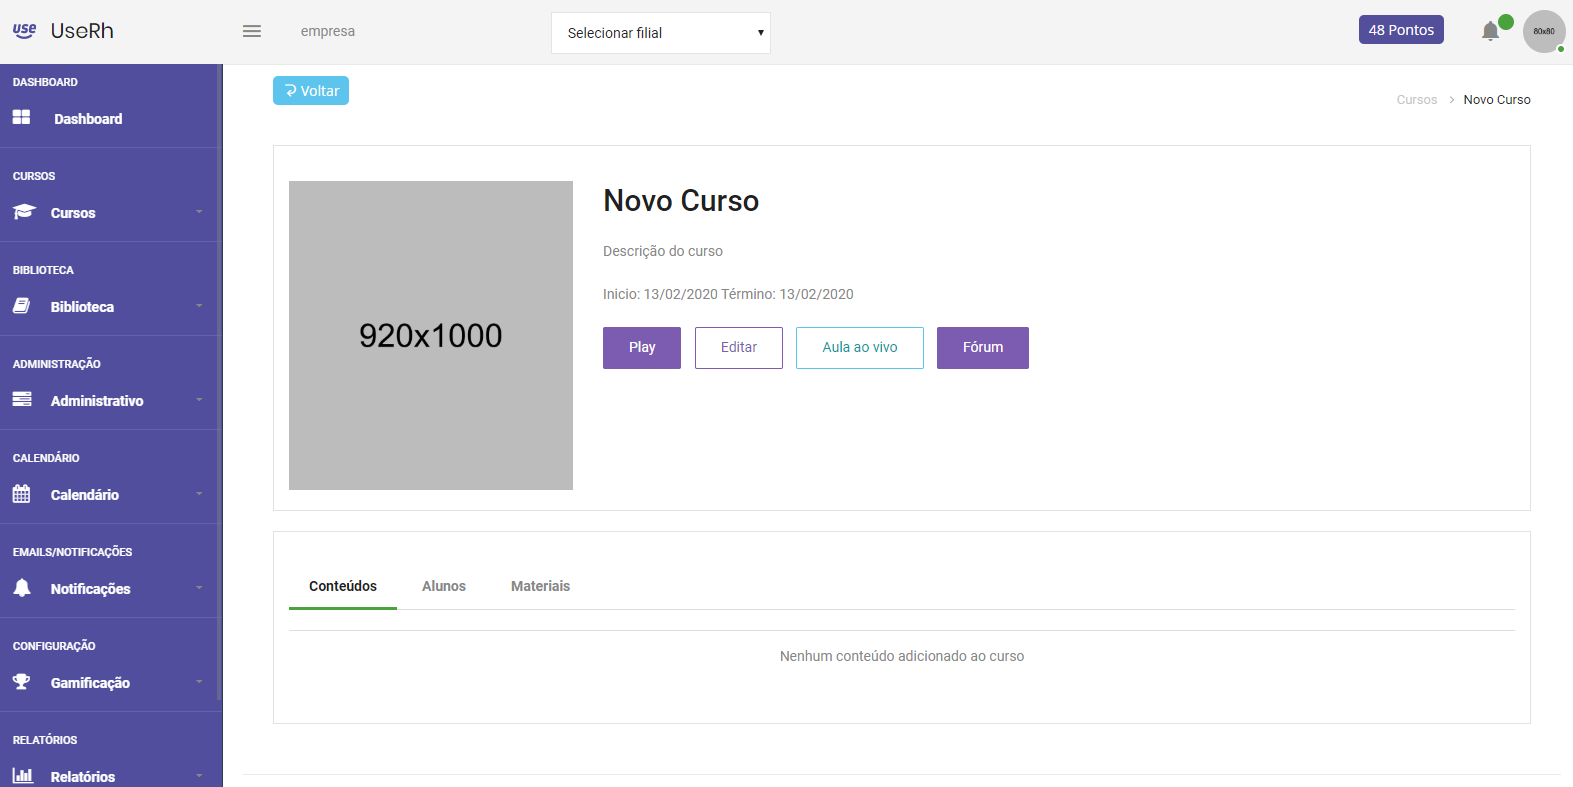 use UseRh
empresa
Selecionar filial
48 Pontos
80x80
DASHBOARD
Dashboard
CURSOS
Cursos
BIBLIOTECA
Biblioteca
ADMINISTRAÇÃO
Administrativo
CALENDÁRIO
Calendário
EMAILS/NOTIFICAÇÕES
Notificações
CONFIGURAÇÃO
Gamificação
RELATÓRIOS
Relatórios
Voltar
Cursos > Novo Curso
920x1000
Novo Curso
Descrição do curso
Inicio: 13/02/2020 Término: 13/02/2020
Play Editar Aula ao vivo Fórum
Conteúdos Alunos Materiais
Nenhum conteúdo adicionado ao curso